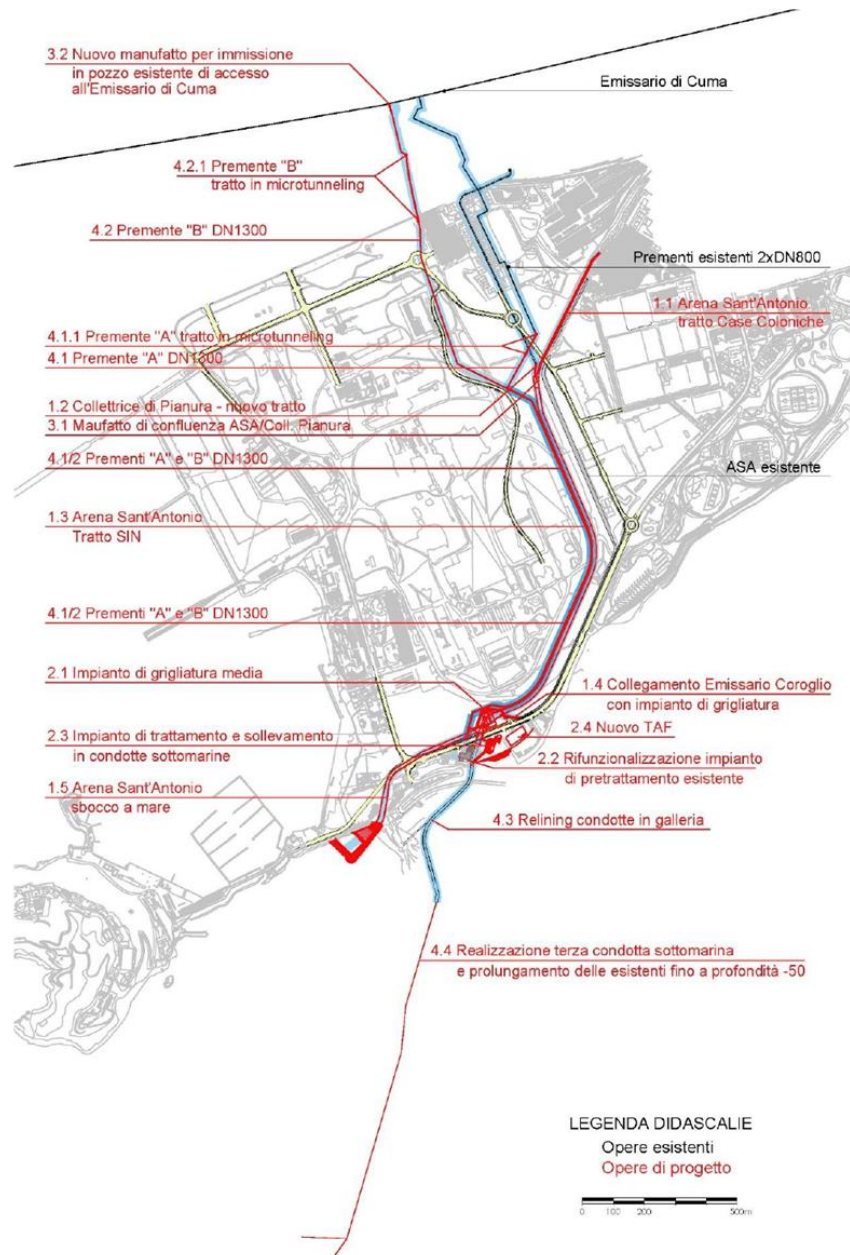 3.2 Nuovo manufatto per immissione
in pozzo esistente di accesso
all'Emissario di Cuma
Emissario di Cuma
4.2.1 Premente "B"
tratto in microtunneling
4.2 Premente "B" DN1300
Prementi esistenti 2xDN800
1.1 Arena Sant'Antonio
tratto Case Coloniche
4.1.1 Premente "A" tratto in microtunneling
4.1 Premente "A" DN1300
1.2 Collettrice di Pianura - nuovo tratto
3.1 Maufatto di confluenza ASA/Coll. Pianura
4.1/2 Prementi "A" e "B" DN1300
ASA esistente
1.3 Arena Sant'Antonio
Tratto SIN
4.1/2 Prementi "A" e "B" DN1300
2.1 Impianto di grigliatura media
1.4 Collegamento Emissario Coroglio
con impianto di grigliatura
2.4 Nuovo TAF
2.3 Impianto di trattamento e sollevamento
in condotte sottomarine
2.2 Rifunzionalizzazione impianto
di pretrattamento esistente
1.5 Arena Sant'Antonio
sbocco a mare
4.3 Relining condotte in galleria
4.4 Realizzazione terza condotta sottomarina
e prolungamento delle esistenti fino a profondità -50
LEGENDA DIDASCALIE
Opere esistenti
Opere di progetto
0 100 200 500m